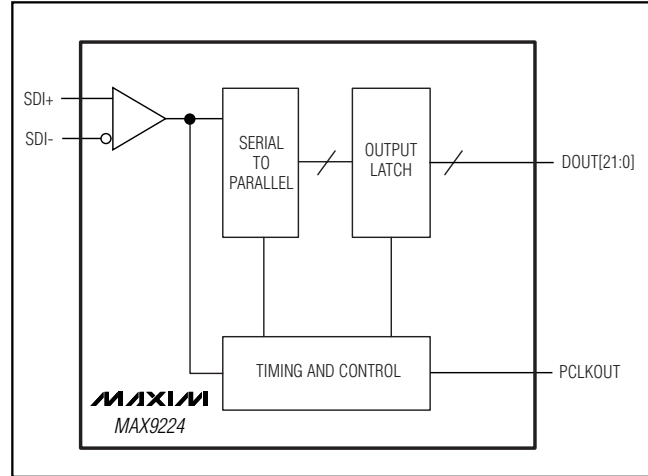 SDI+
SDI-
SERIAL
TO
PARALLEL
OUTPUT
LATCH
DOUT[21:0]
TIMING AND CONTROL
PCLKOUT
MAXIM
MAX9224